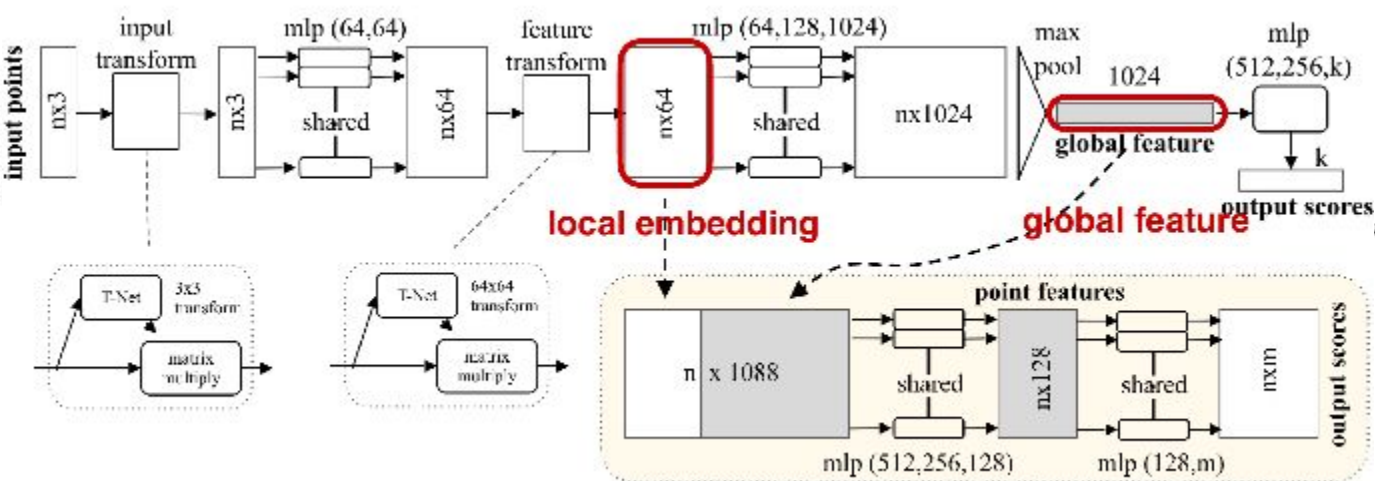 input points
nx3
input
transform
nx3
mlp (64,64)
shared
nx64
feature
transform
nx64
mlp (64,128,1024)
shared
nx1024
max
pool
1024
global feature
mlp
(512,256,k)
k
output scores
local embedding
global feature
T-Net
3x3
transform
matrix
multiply
T-Net
64x64
transform
matrix
multiply
point features
n x 1088
shared
mlp (512,256,128)
nx128
shared
mlp (128,m)
nxm
output scores